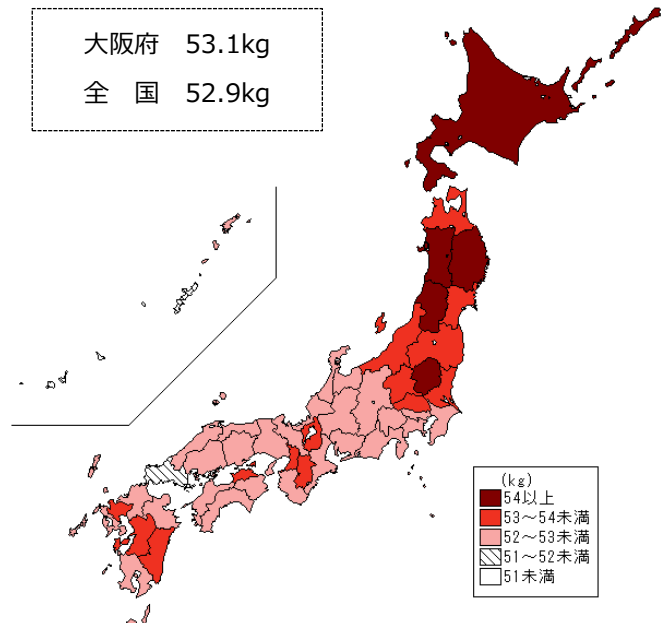 大阪府　53.1kg
全　国　52.9kg
(kg)
54以上
53～54未満
52～53未満
51～52未満
51未満